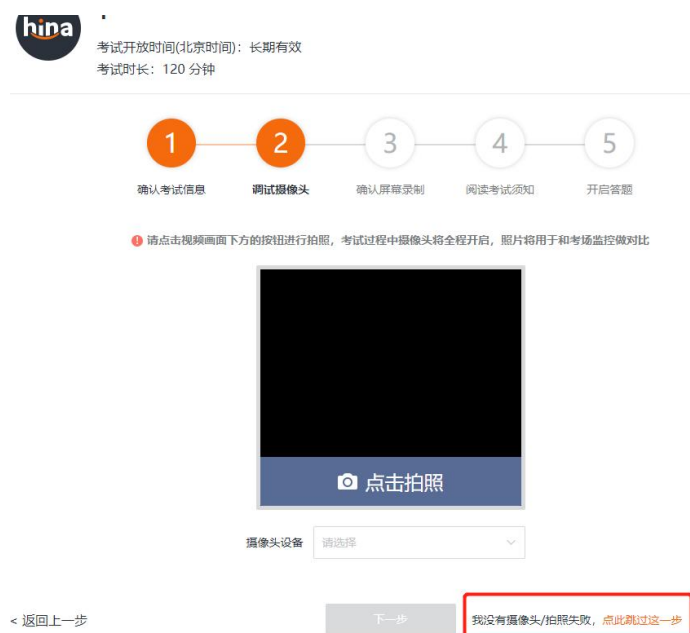 hina
考试开放时间(北京时间)：长期有效
考试时长：120 分钟
1 2 3 4 5
确认考试信息 调试摄像头 确认屏幕录制 阅读考试须知 开启答题
请点击视频画面下方的按钮进行拍照，考试过程中摄像头将全程开启，照片将用于和考场监控做对比
点击拍照
摄像头设备 请选择
< 返回上一步 下一步 我没有摄像头/拍照失败，点此跳过这一步